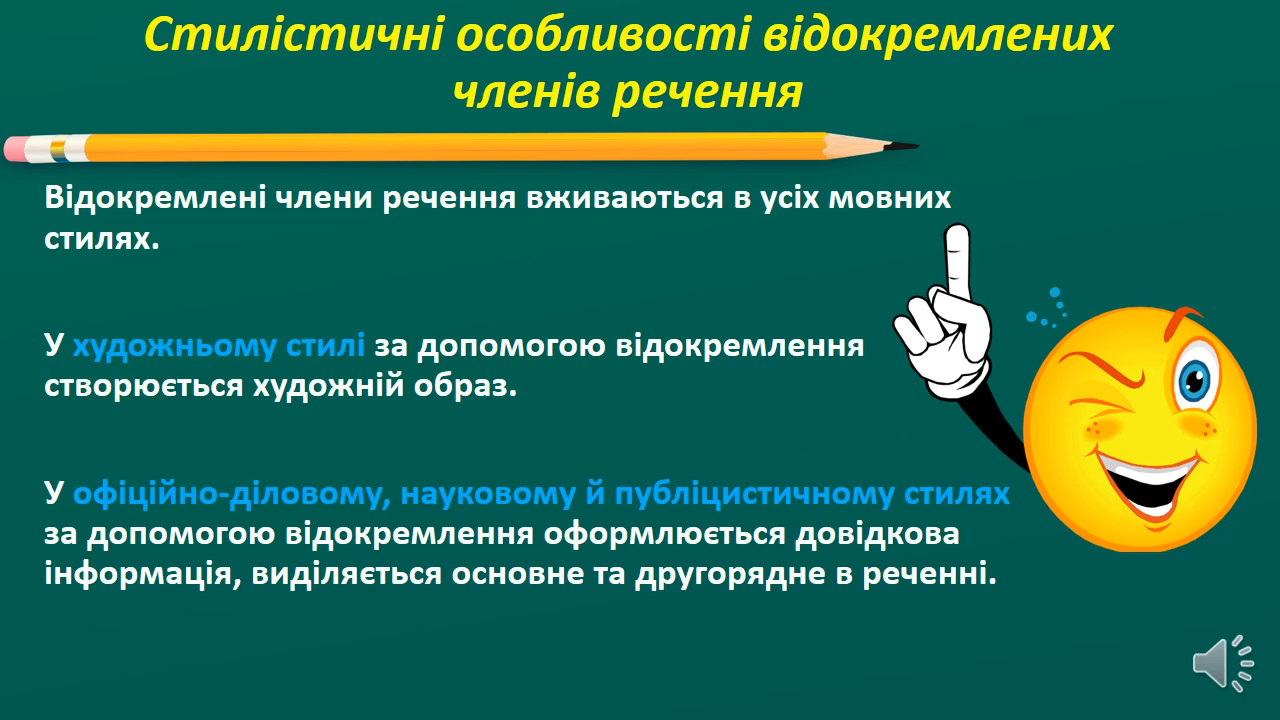 Стилістичні особливості відокремлених
членів речення
Відокремлені члени речення вживаються в усіх мовних
стилях.
У художньому стилі за допомогою відокремлення
створюється художній образ.
У офіційно-діловому, науковому й публіцистичному стилях
за допомогою відокремлення оформлюється довідкова
інформація, виділяється основне та другорядне в реченні.